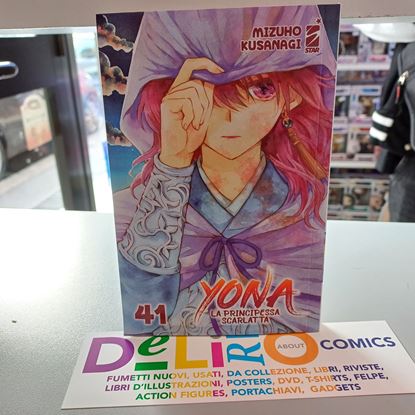 MIZUHO
KUSANAGI
STAR
41
YONA
LA PRINCIPESSA
SCARLATTA
DeLiRiO ABOUT COMICS
FUMETTI NUOVI, USATI, DA COLLEZIONE, LIBRI, RIVISTE,
LIBRI D'ILLUSTRAZIONI, POSTERS, DVD, T-SHIRTS, FELPE,
ACTION FIGURES, PORTACHIAVI, GADGETS